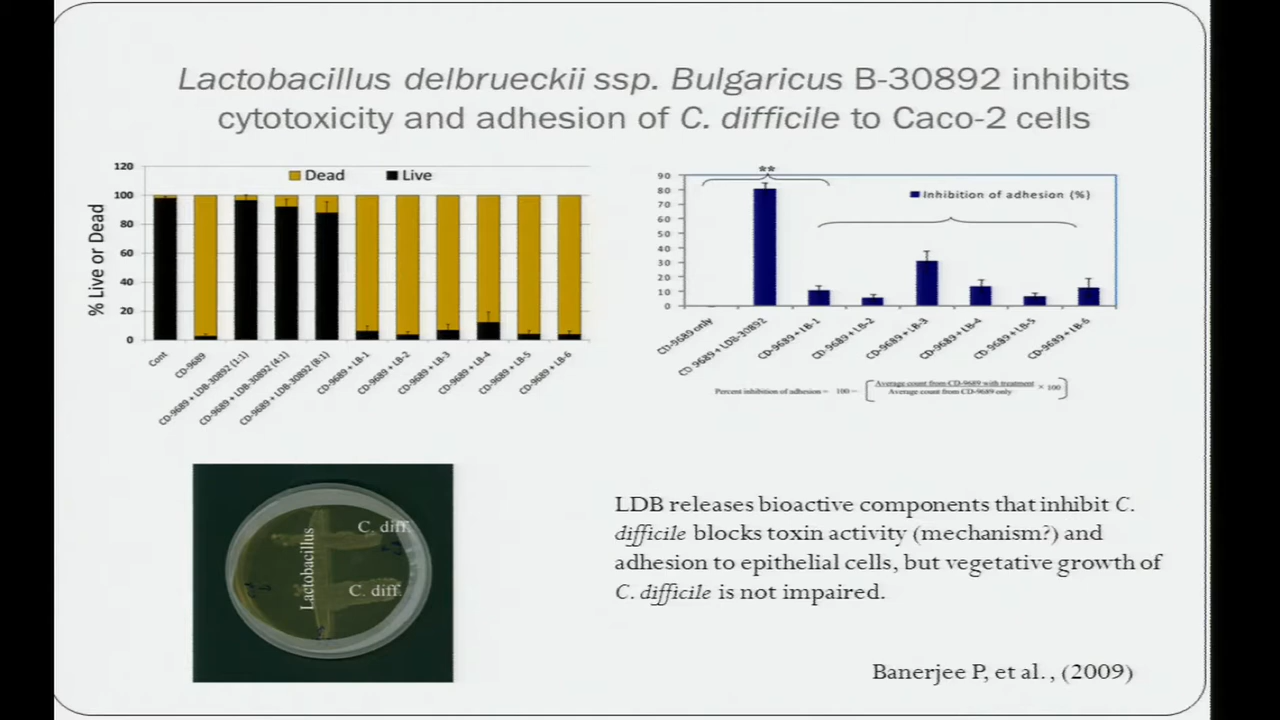 Lactobacillus delbrueckii ssp. Bulgaricus B-30892 inhibits
cytotoxicity and adhesion of C. difficile to Caco-2 cells
% Live or Dead
120
100
80
60
40
20
0
Dead
Live
Cont
CD-9689
CD-9689 + LDB-30892 (1:1)
CD-9689 + LDB-30892 (4:1)
CD-9689 + LDB-30892 (8:1)
CD-9689 + LB-1
CD-9689 + LB-2
CD-9689 + LB-3
CD-9689 + LB-4
CD-9689 + LB-5
CD-9689 + LB-6
90
80
70
60
50
40
30
20
10
0
**
Inhibition of adhesion (%)
CD-9689 only
CD 9689 + LDB-30892
CD-9689 + LB-1
CD-9689 + LB-2
CD-9689 + LB-3
CD-9689 + LB-4
CD-9689 + LB-5
CD-9689 + LB-6
Percent inhibition of adhesion = 100 - [ Average count from CD-9689 with treatment × 100 ]
Average count from CD-9689 only
Lactobacillus
C. diff.
C. diff.
LDB releases bioactive components that inhibit C.
difficile blocks toxin activity (mechanism?) and
adhesion to epithelial cells, but vegetative growth of
C. difficile is not impaired.
Banerjee P, et al., (2009)